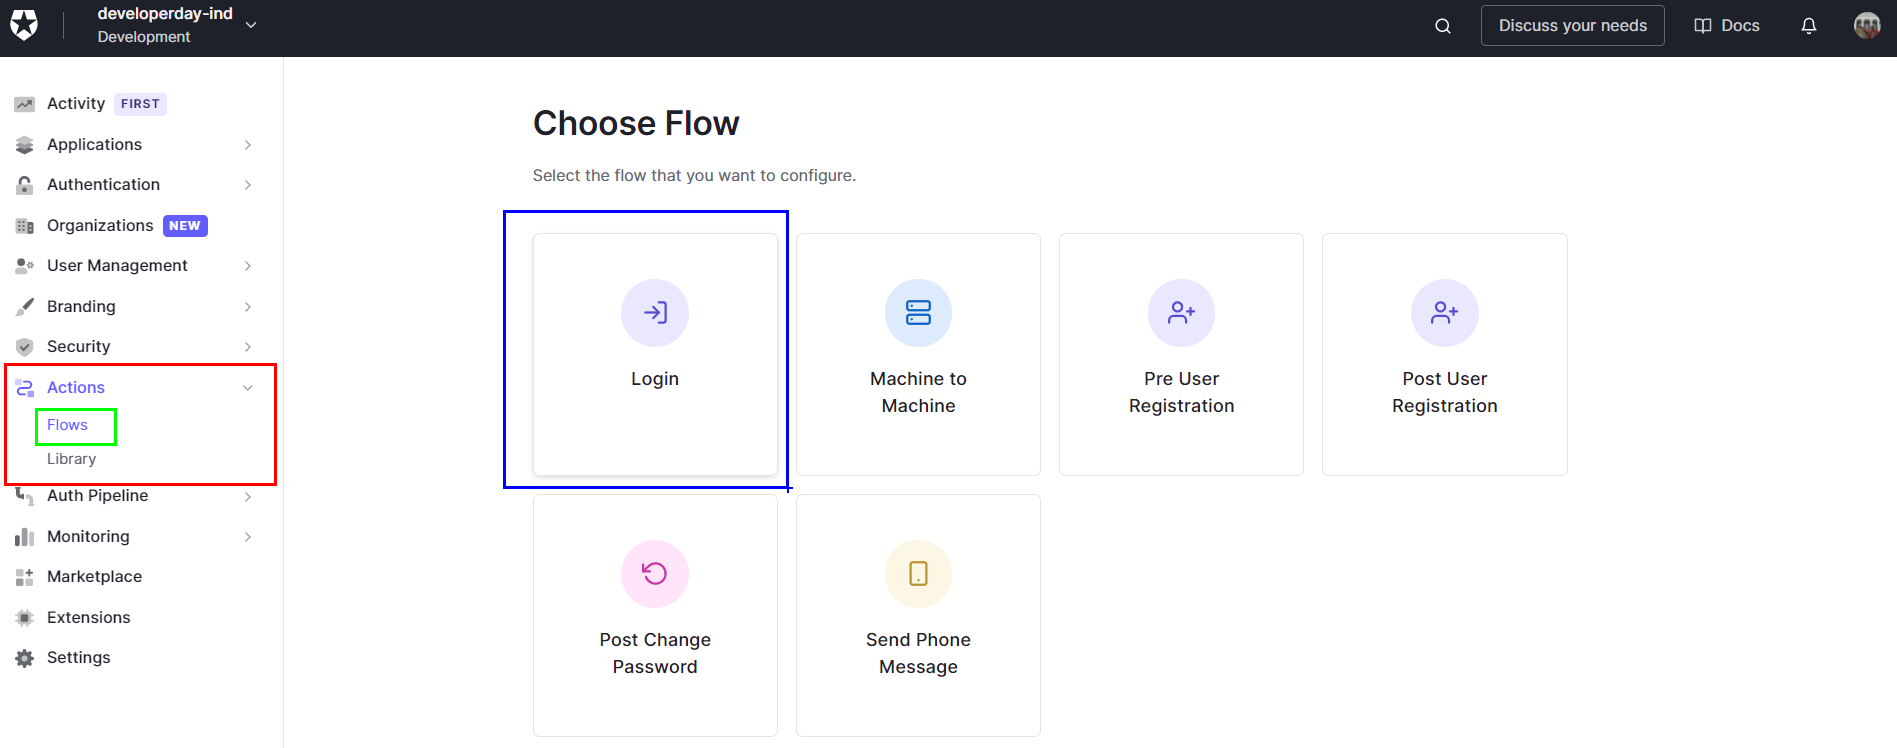 developerday-ind
Development
Discuss your needs
Docs
Activity FIRST
Applications
Authentication
Organizations NEW
User Management
Branding
Security
Actions
Flows
Library
Auth Pipeline
Monitoring
Marketplace
Extensions
Settings
Choose Flow
Select the flow that you want to configure.
Login
Machine to
Machine
Pre User
Registration
Post User
Registration
Post Change
Password
Send Phone
Message